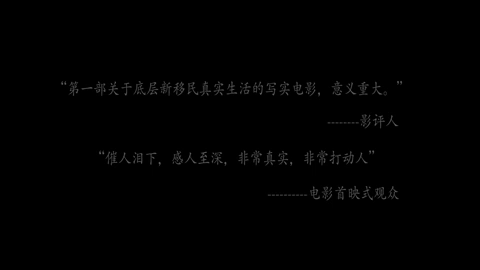 “第一部关于底层新移民真实生活的写实电影，意义重大。”
--------影评人
“催人泪下，感人至深，非常真实，非常打动人”
----------电影首映式观众